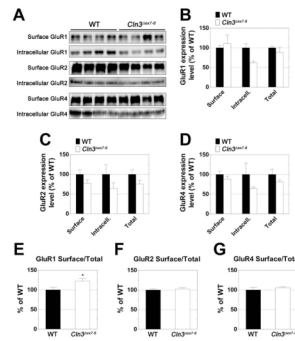 A
WT Cln3Δex7-8
Surface GluR1
Intracellular GluR1
Surface GluR2
Intracellular GluR2
Surface GluR4
Intracellular GluR4
B
WT
Cln3Δex7-8
GluR1 expression
level (% of WT)
150
100
50
0
Surface Intracell. Total
C
WT
Cln3Δex7-8
GluR2 expression
level (% of WT)
150
100
50
0
Surface Intracell. Total
D
WT
Cln3Δex7-8
GluR4 expression
level (% of WT)
150
100
50
0
Surface Intracell. Total
E
GluR1 Surface/Total
% of WT
150
100
50
0
*
WT Cln3Δex7-8
F
GluR2 Surface/Total
% of WT
150
100
50
0
WT Cln3Δex7-8
G
GluR4 Surface/Total
% of WT
150
100
50
0
WT